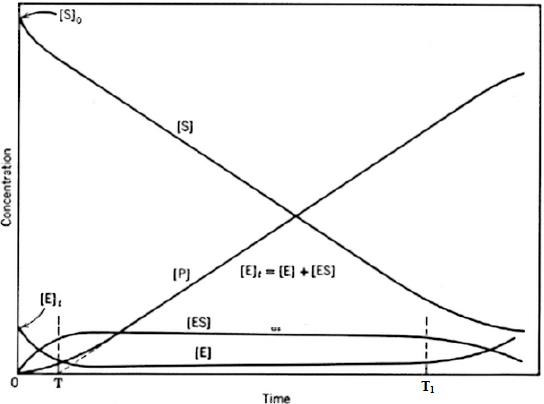 [S]₀
[S]
Concentration
[P]
[E]ₜ = [E] + [ES]
[E]ₜ
[ES]
[E]
0
T
T₁
Time